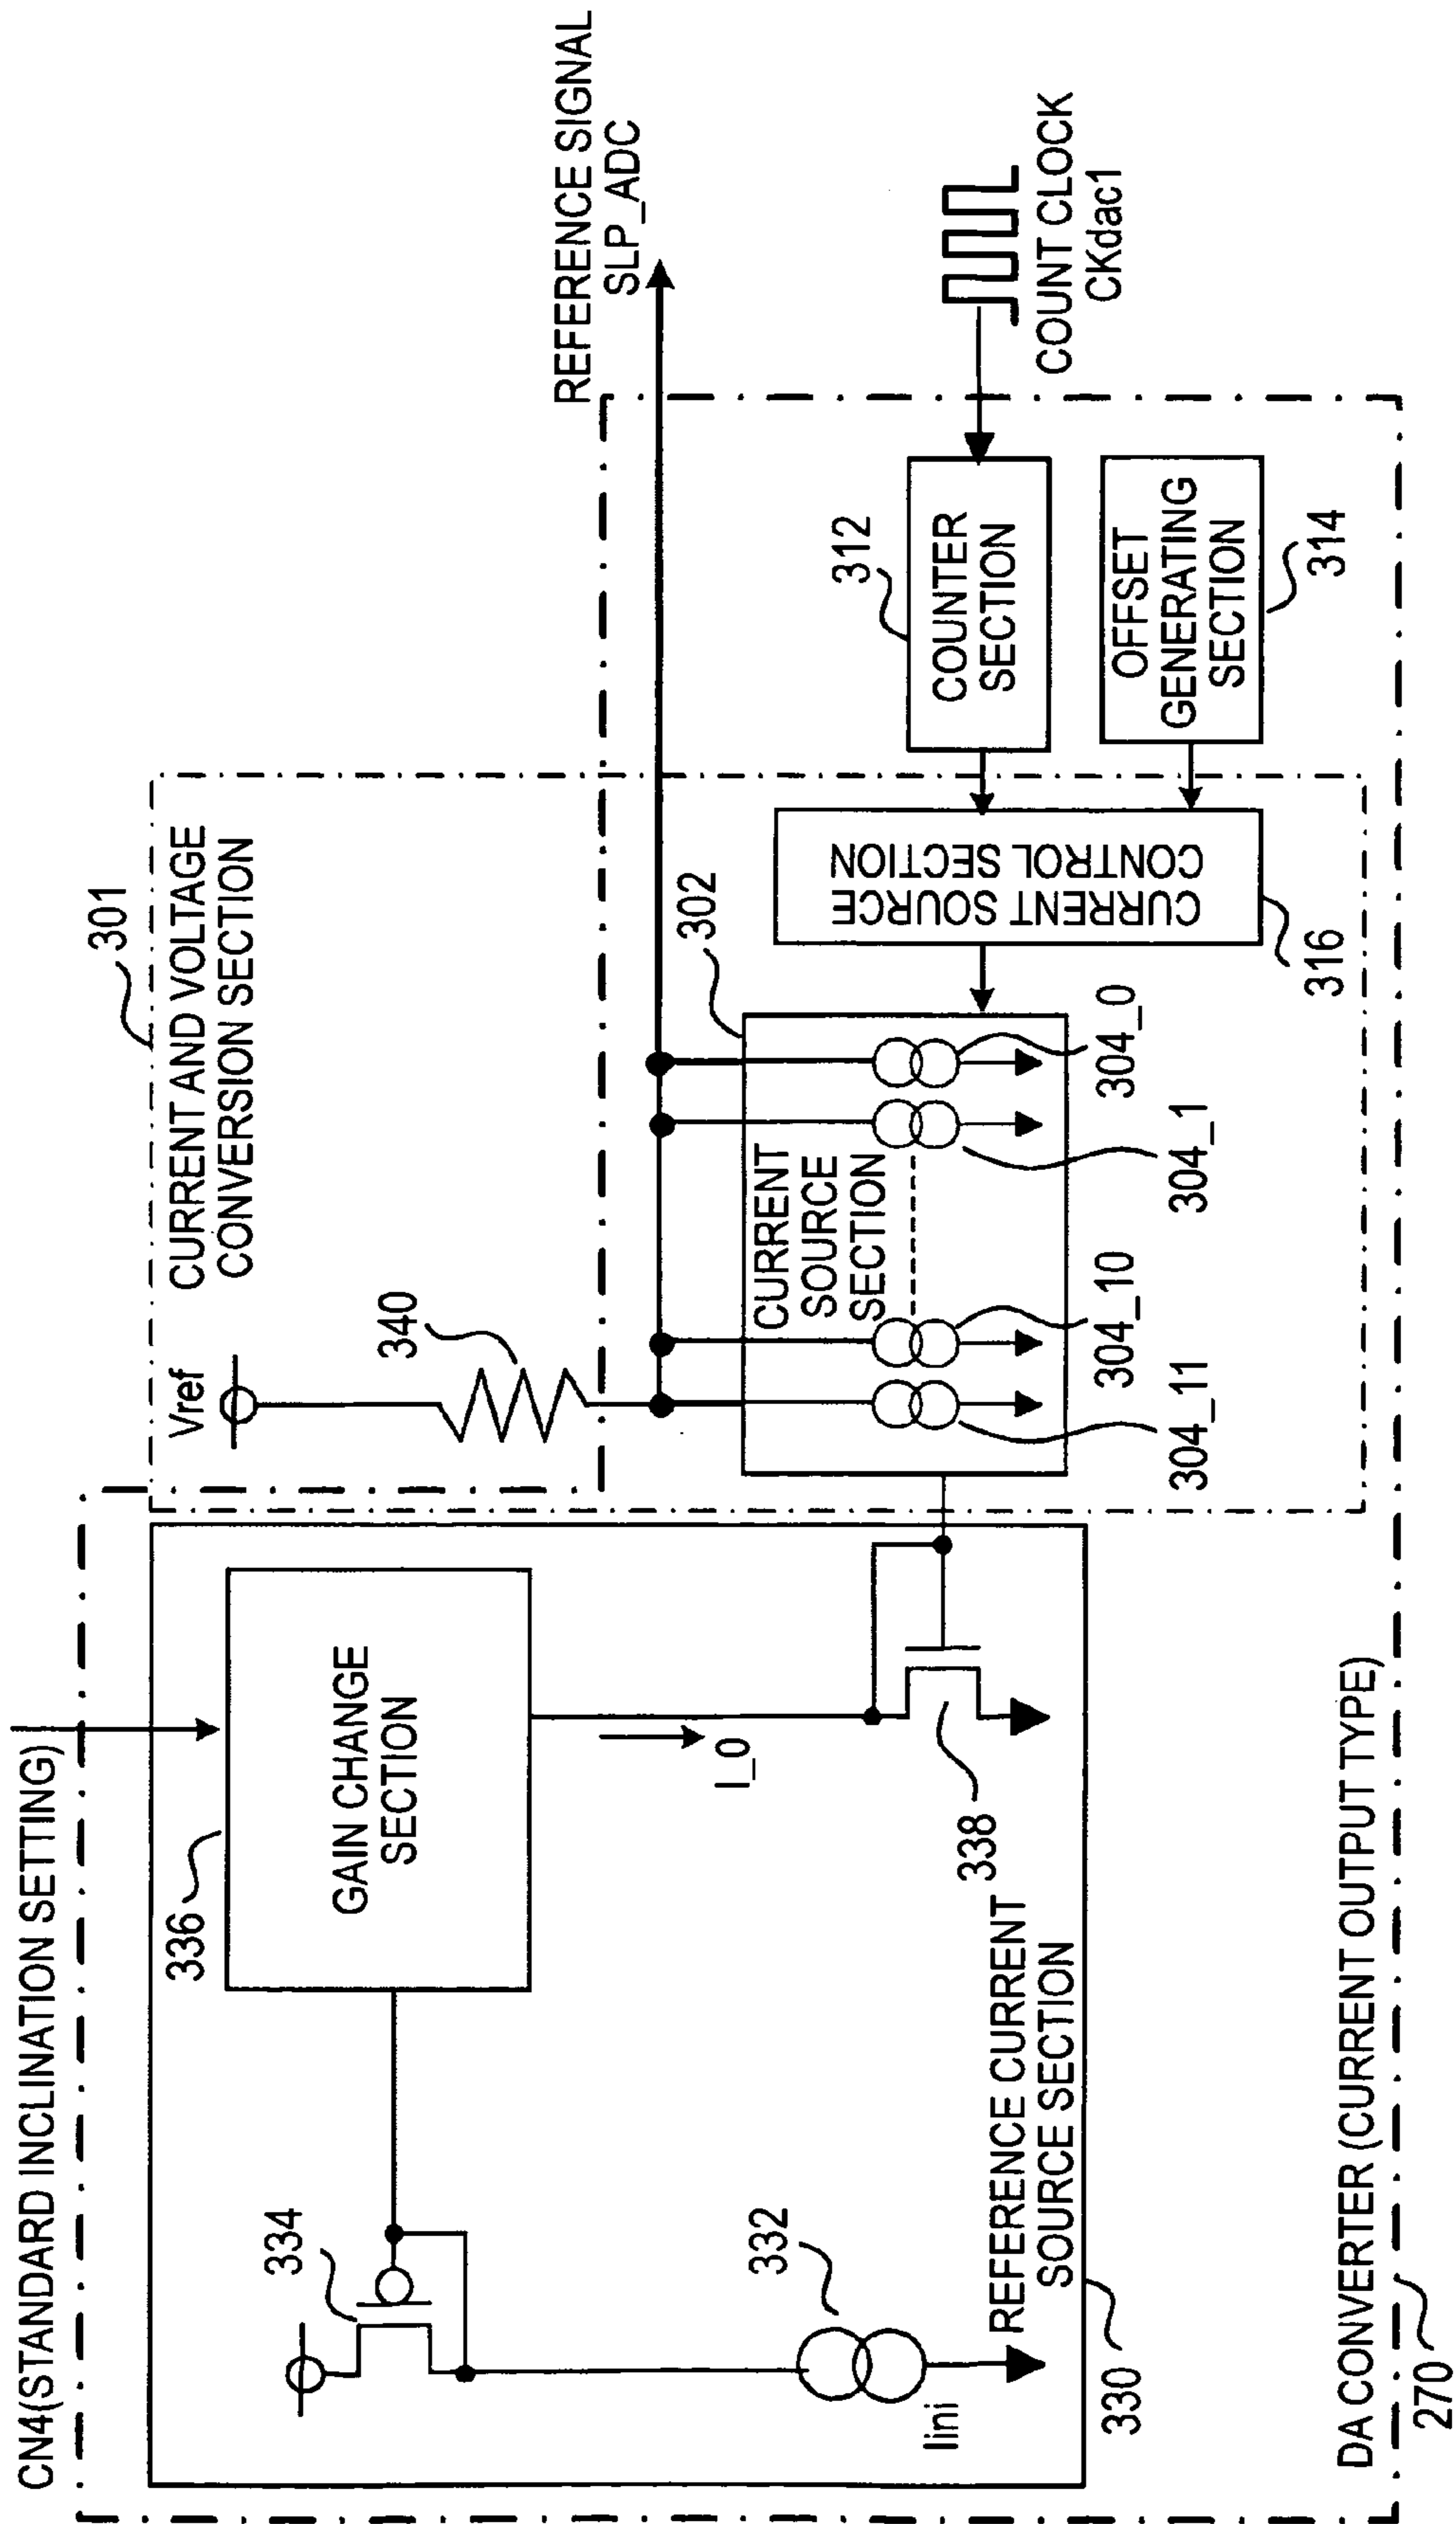 CN4(STANDARD INCLINATION SETTING)
336
GAIN CHANGE
SECTION
334
332
Iini
I_0
338
REFERENCE CURRENT
SOURCE SECTION
330
301
CURRENT AND VOLTAGE
CONVERSION SECTION
Vref
340
302
CURRENT
SOURCE
SECTION
304_11
304_10
304_1
304_0
CURRENT SOURCE
CONTROL SECTION
316
312
COUNTER
SECTION
OFFSET
GENERATING
SECTION
314
REFERENCE SIGNAL
SLP_ADC
COUNT CLOCK
CKdac1
DA CONVERTER (CURRENT OUTPUT TYPE)
270